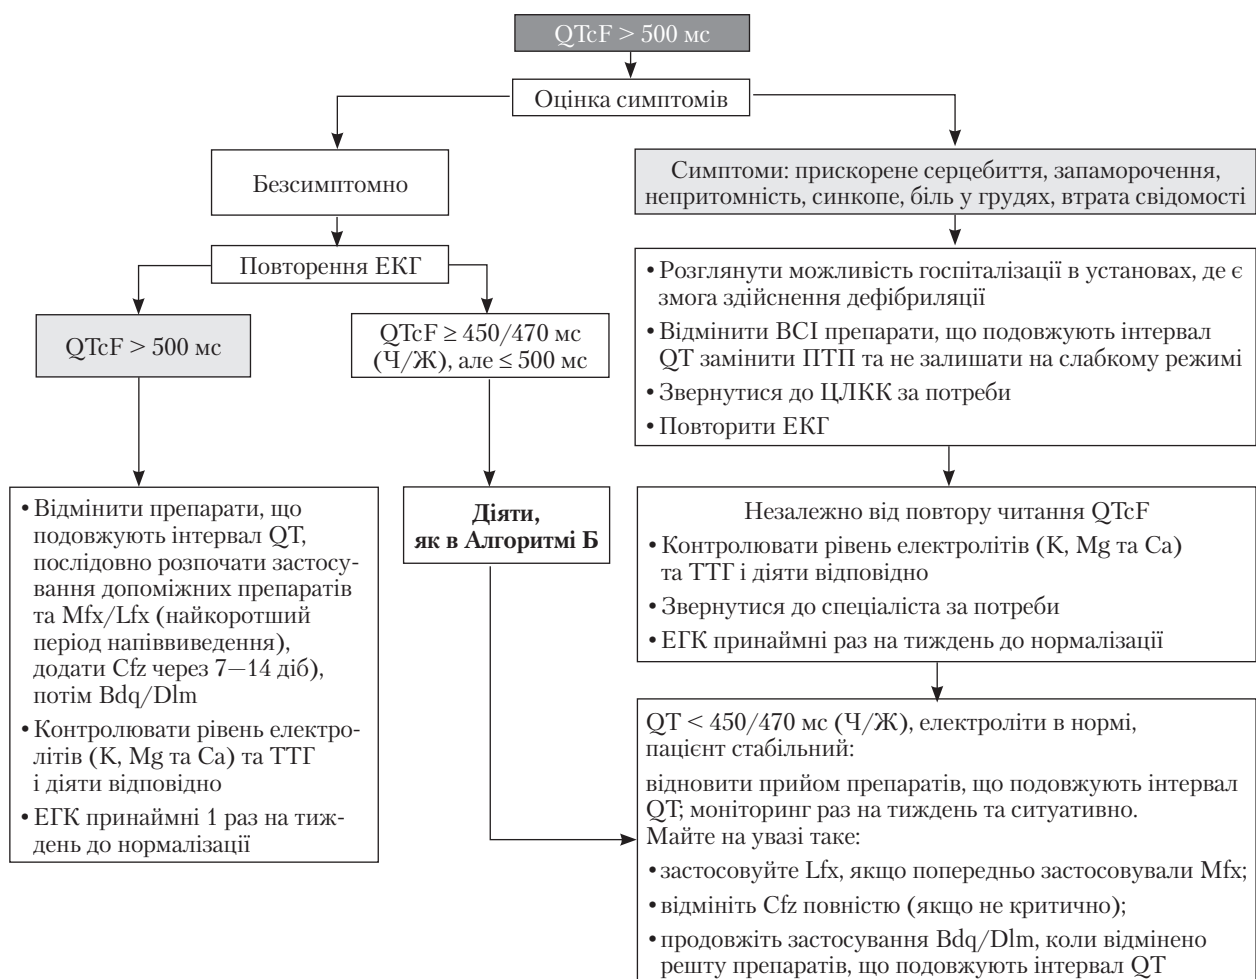 QTcF > 500 мс
Оцінка симптомів
Безсимптомно
Симптоми: прискорене серцебиття, запаморочення,
непритомність, синкопе, біль у грудях, втрата свідомості
Повторення ЕКГ
QTcF > 500 мс
QTcF ≥ 450/470 мс
(Ч/Ж), але ≤ 500 мс
• Розглянути можливість госпіталізації в установах, де є
змога здійснення дефібриляції
• Відмінити ВСІ препарати, що подовжують інтервал
QT замінити ПТП та не залишати на слабкому режимі
• Звернутися до ЦЛКК за потреби
• Повторити ЕКГ
• Відмінити препарати, що
подовжують інтервал QT,
послідовно розпочати застосу-
вання допоміжних препаратів
та Mfx/Lfx (найкоротший
період напіввиведення),
додати Cfz через 7—14 діб),
потім Bdq/Dlm
• Контролювати рівень електро-
літів (K, Mg та Ca) та ТТГ
і діяти відповідно
• ЕГК принаймні 1 раз на тиж-
день до нормалізації
Діяти,
як в Алгоритмі Б
Незалежно від повтору читання QTcF
• Контролювати рівень електролітів (K, Mg та Ca)
та ТТГ і діяти відповідно
• Звернутися до спеціаліста за потреби
• ЕГК принаймні раз на тиждень до нормалізації
QT < 450/470 мс (Ч/Ж), електроліти в нормі,
пацієнт стабільний:
відновити прийом препаратів, що подовжують інтервал
QT; моніторинг раз на тиждень та ситуативно.
Майте на увазі таке:
• застосовуйте Lfx, якщо попередньо застосовували Mfx;
• відмініть Cfz повністю (якщо не критично);
• продовжіть застосування Bdq/Dlm, коли відмінено
решту препаратів, що подовжують інтервал QT